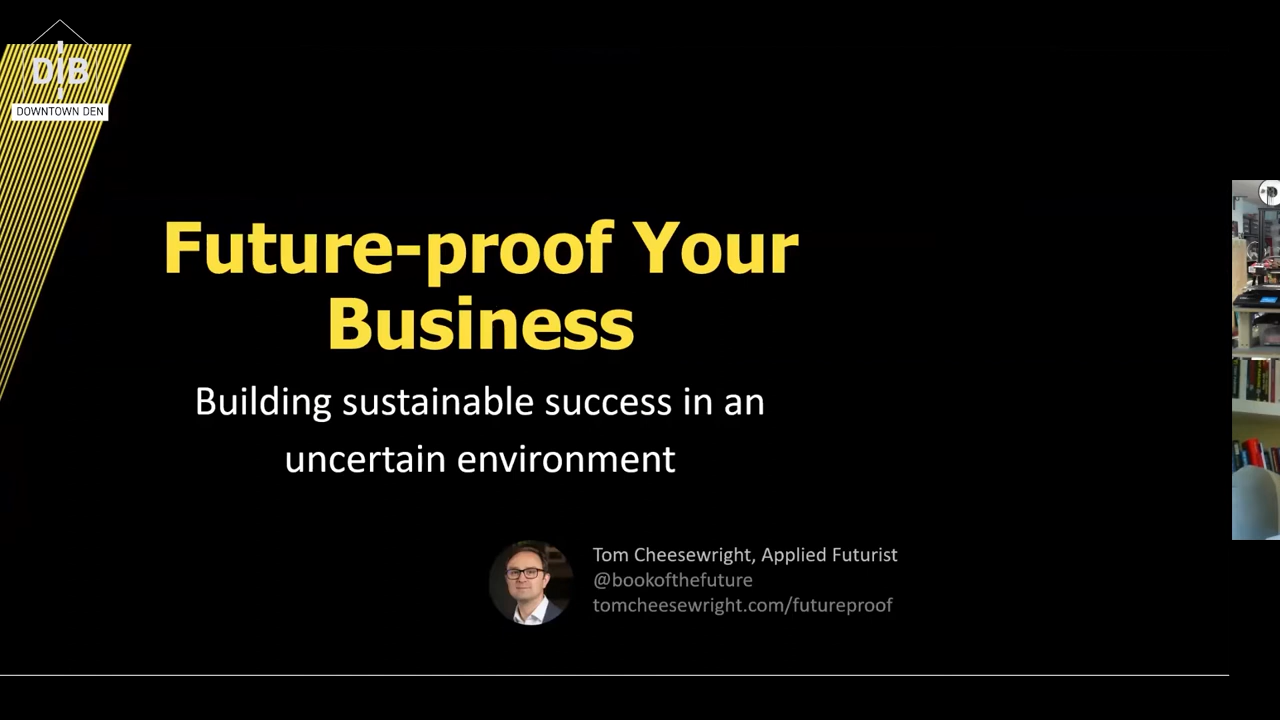 DIB
DOWNTOWN DEN
Future-proof Your
Business
Building sustainable success in an
uncertain environment
Tom Cheesewright, Applied Futurist
@bookofthefuture
tomcheesewright.com/futureproof